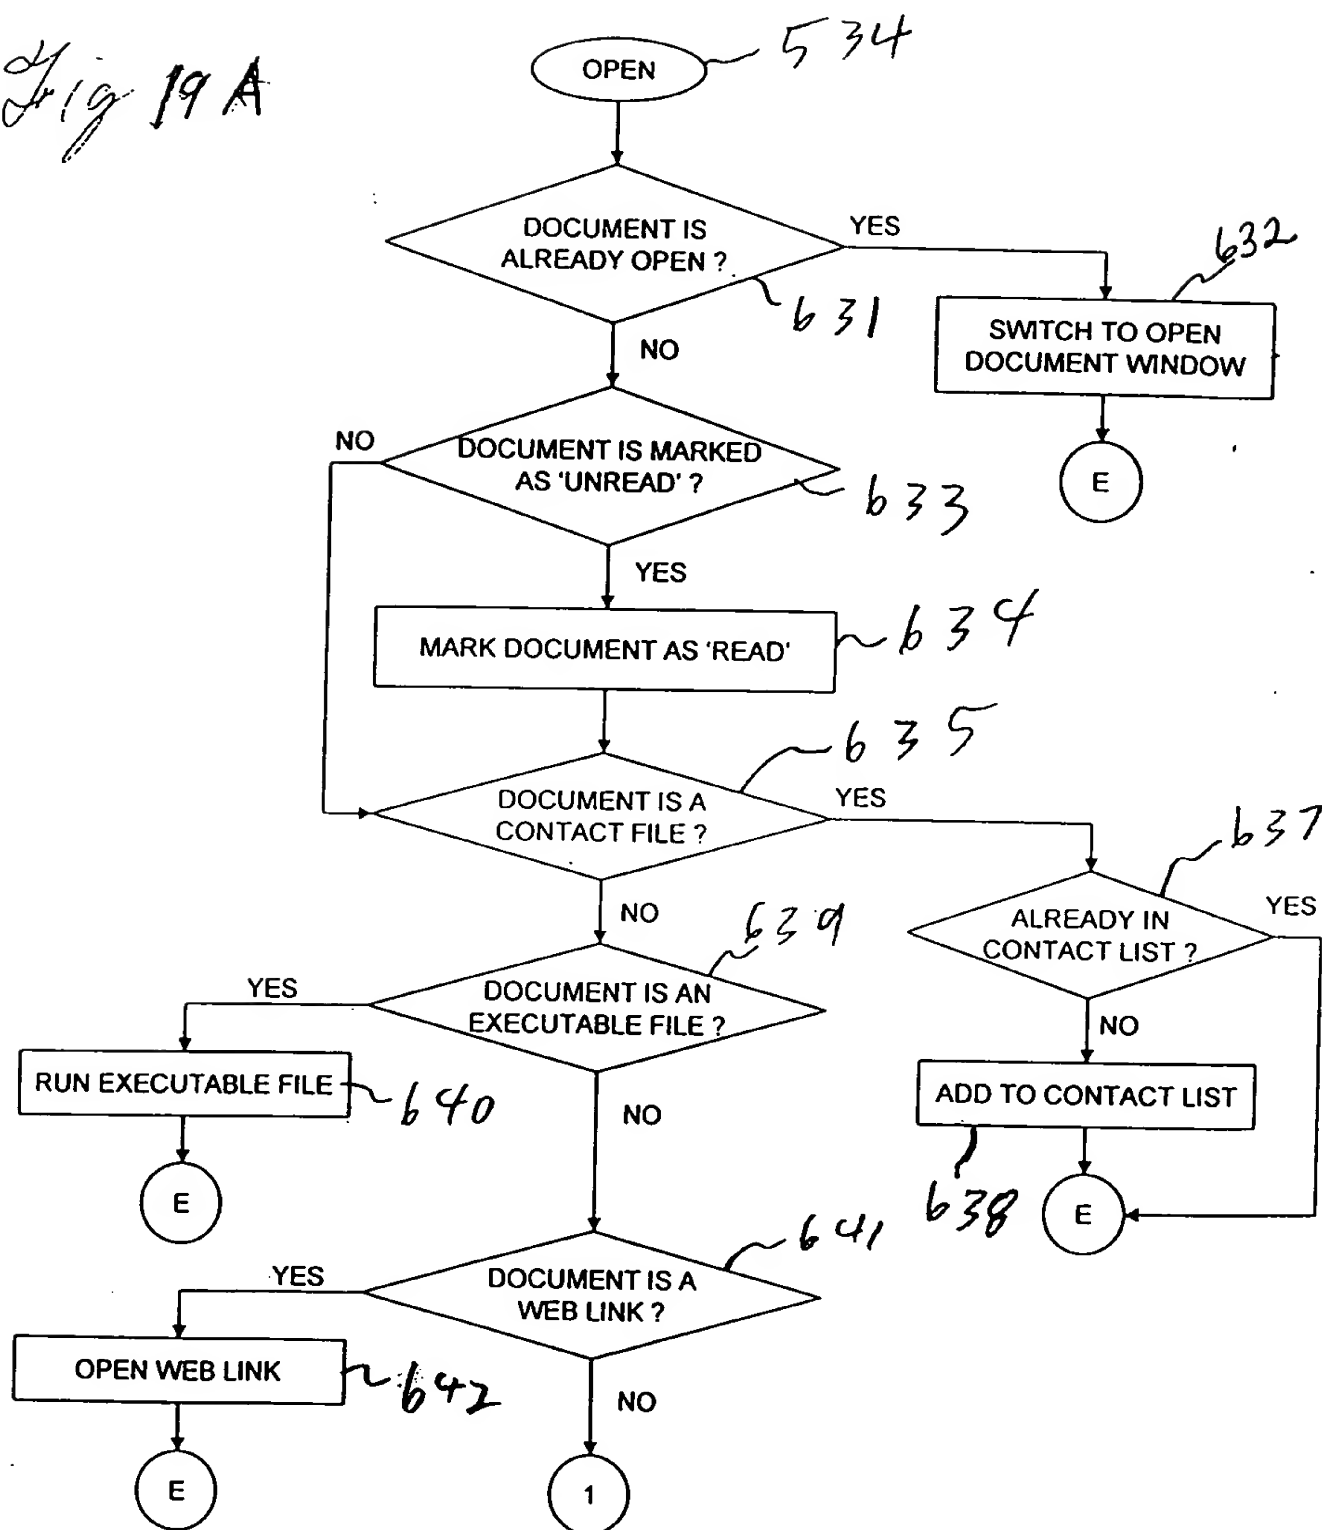 Fig 19 A
OPEN
534
DOCUMENT IS
ALREADY OPEN ?
YES
631
632
SWITCH TO OPEN
DOCUMENT WINDOW
NO
E
NO
DOCUMENT IS MARKED
AS 'UNREAD' ?
633
YES
MARK DOCUMENT AS 'READ'
634
635
DOCUMENT IS A
CONTACT FILE ?
YES
637
ALREADY IN
CONTACT LIST ?
YES
NO
639
DOCUMENT IS AN
EXECUTABLE FILE ?
YES
NO
RUN EXECUTABLE FILE
640
ADD TO CONTACT LIST
638
E
NO
E
641
DOCUMENT IS A
WEB LINK ?
YES
OPEN WEB LINK
642
NO
E
1